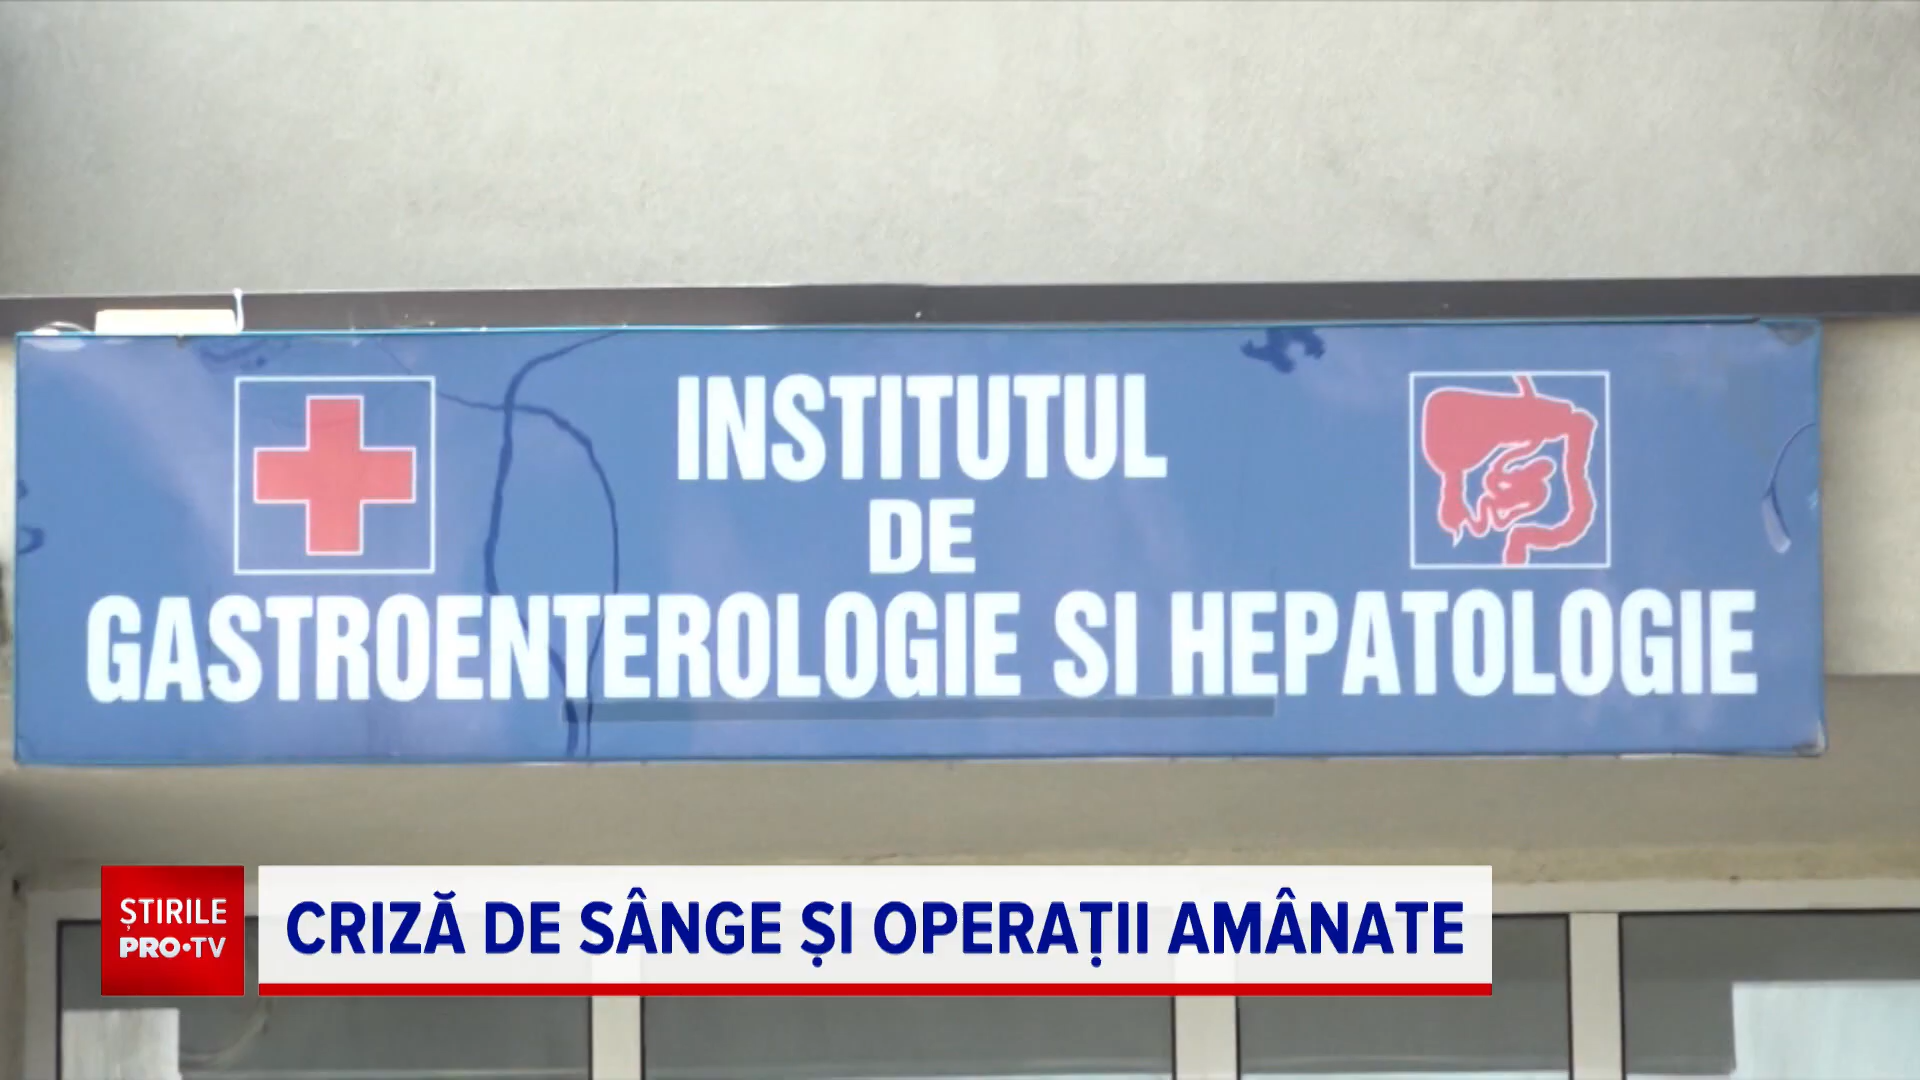 INSTITUTUL
DE
GASTROENTEROLOGIE SI HEPATOLOGIE
ȘTIRILE
PRO•TV
CRIZĂ DE SÂNGE ȘI OPERAȚII AMÂNATE